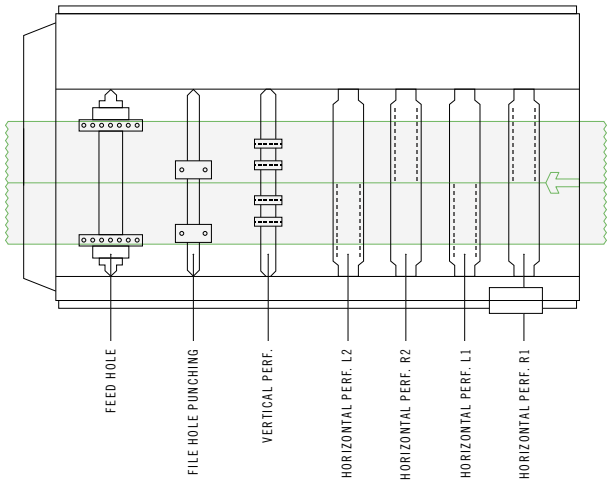 FEED HOLE
FILE HOLE PUNCHING
VERTICAL PERF.
HORIZONTAL PERF. L2
HORIZONTAL PERF. R2
HORIZONTAL PERF. L1
HORIZONTAL PERF. R1